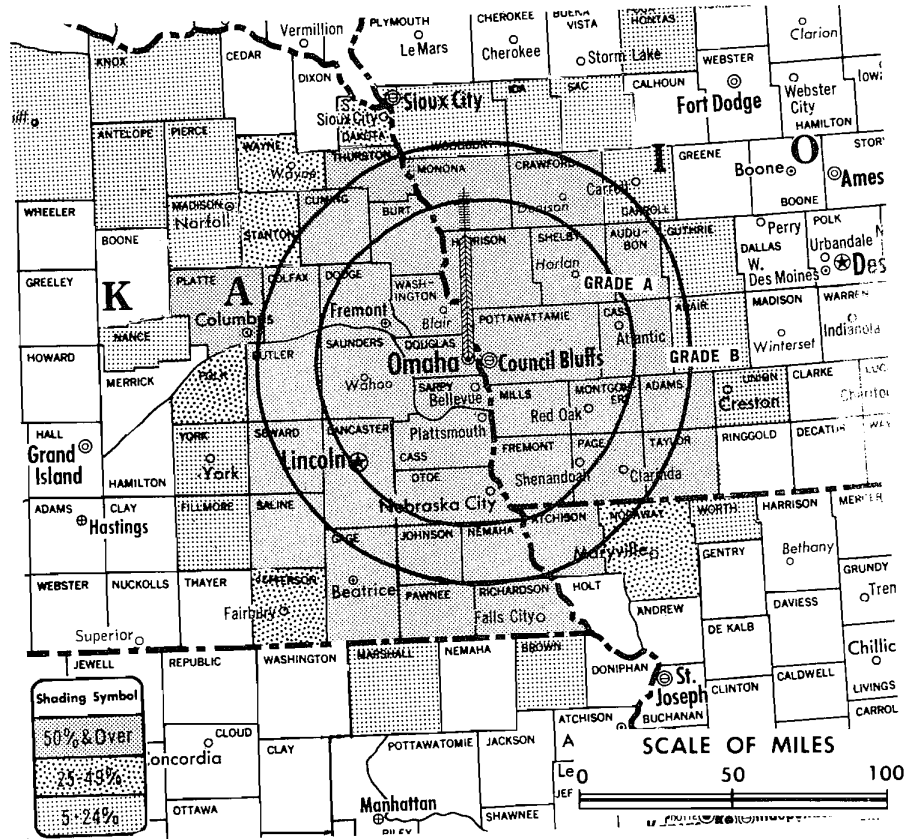 PLYMOUTH
CHEROKEE
BUENA VISTA
HONTAS
Vermillion
LeMars
Cherokee
Clarion
KNOX
CEDAR
DIXON
Storm Lake
WEBSTER
Sioux City
IDA
SAC
CALHOUN
Fort Dodge
Webster City
S. Sioux City
DAKOTA
HAMILTON
ANTELOPE
PIERCE
WAYNE
Wayne
THURSTON
WOODBURY
MONONA
CRAWFORD
Denison
Carroll
CARROLL
I
O
GREENE
Boone
BOONE
Ames
WHEELER
MADISON
Norfolk
STANTON
CUMING
BURT
BOONE
HARRISON
SHELBY
Harlan
AUDUBON
GUTHRIE
Perry
DALLAS
POLK
Urbandale
W. Des Moines
Des
GREELEY
K
PLATTE
A
COLFAX
DODGE
WASHINGTON
GRADE A
Columbus
Fremont
Blair
POTTAWATTAMIE
CASS
Atlantic
ADAIR
MADISON
WARREN
Winterset
Indianola
NANCE
HOWARD
MERRICK
POLK
BUTLER
SAUNDERS
Wahoo
DOUGLAS
Omaha
Council Bluffs
GRADE B
SARPY
Bellevue
MILLS
MONTGOMERY
Red Oak
ADAMS
UNION
Creston
CLARKE
HALL
Grand Island
HAMILTON
YORK
York
SEWARD
LANCASTER
Lincoln
Plattsmouth
CASS
OTOE
Nebraska City
FREMONT
Shenandoah
PAGE
TAYLOR
Clarinda
RINGGOLD
DECATUR
ADAMS
Hastings
CLAY
FILLMORE
SALINE
GAGE
JOHNSON
NEMAHA
ATCHISON
NODAWAY
Maryville
WORTH
HARRISON
MERCER
Bethany
GENTRY
GRUNDY
WEBSTER
NUCKOLLS
THAYER
JEFFERSON
Fairbury
Beatrice
PAWNEE
RICHARDSON
Falls City
HOLT
ANDREW
DAVIESS
DE KALB
Superior
JEWELL
REPUBLIC
WASHINGTON
MARSHALL
NEMAHA
BROWN
DONIPHAN
St. Joseph
BUCHANAN
CLINTON
CALDWELL
Chillic
LIVINGS
CARROL
Shading Symbol
50% & Over
25-49%
5-24%
CLOUD
Concordia
CLAY
OTTAWA
POTTAWATOMIE
Manhattan
RILEY
JACKSON
SHAWNEE
ATCHISON
A
Le
JEF
SCALE OF MILES
0 50 100